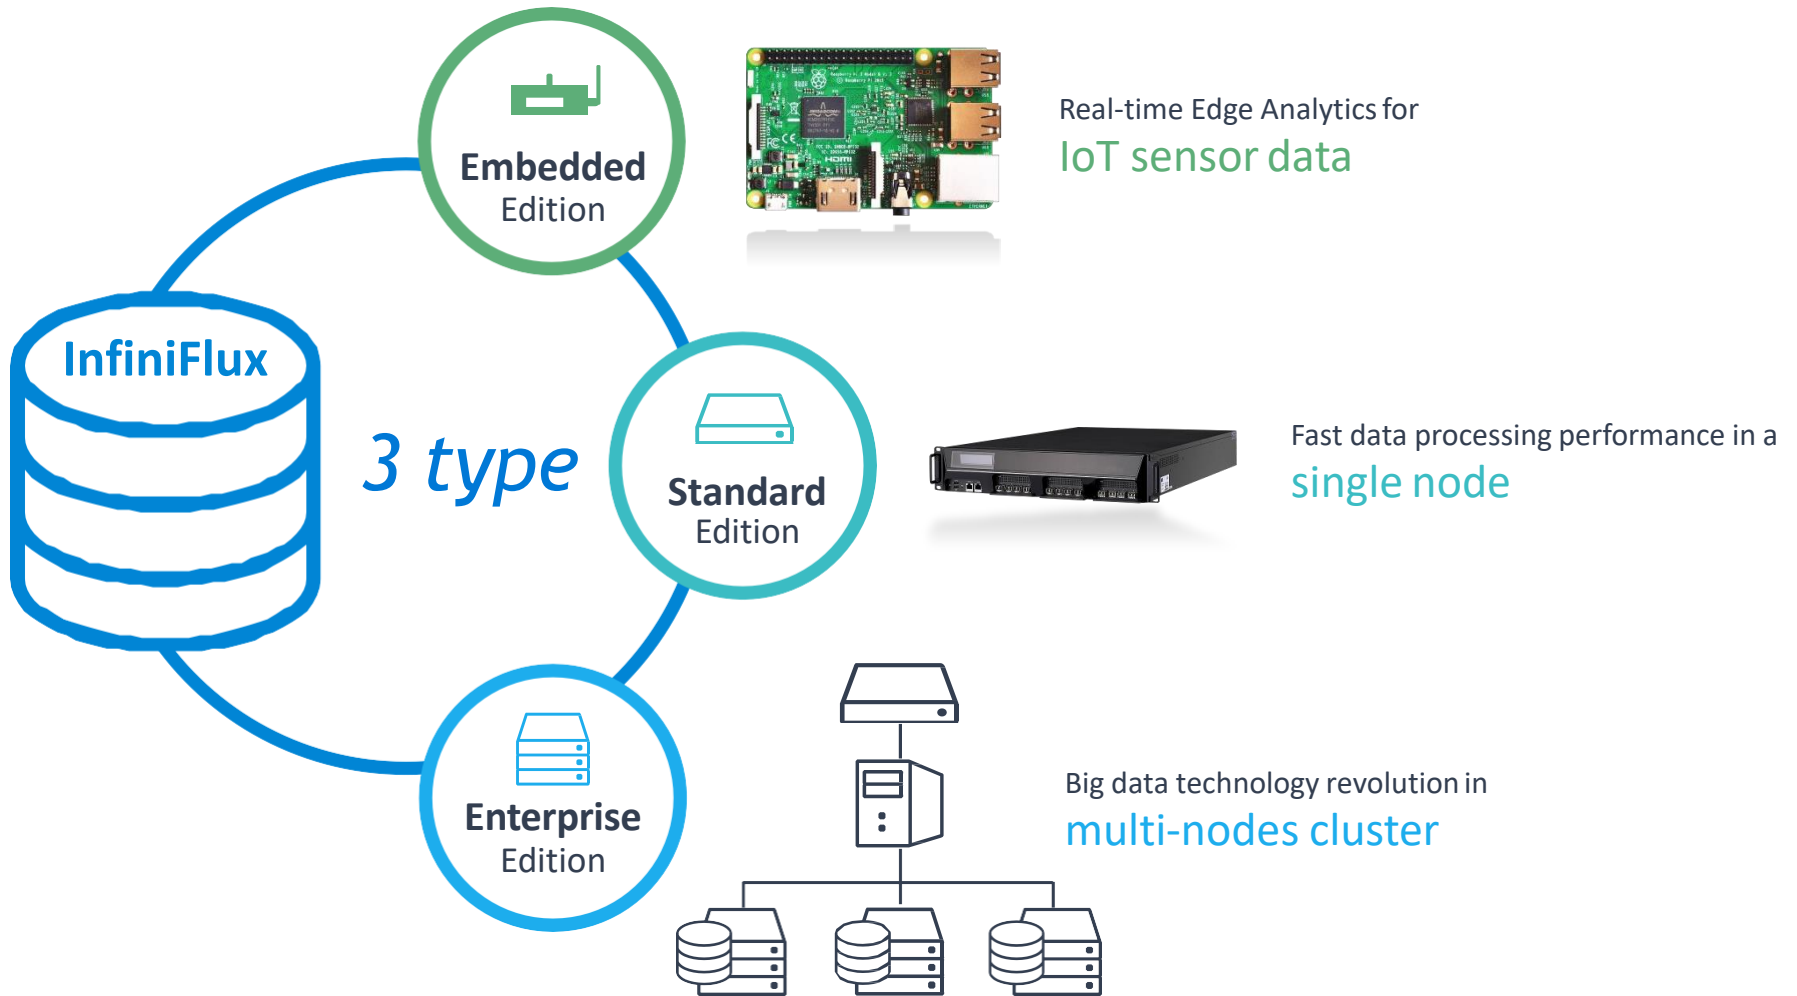 InfiniFlux
3 type
Embedded
Edition
Real-time Edge Analytics for
IoT sensor data
Standard
Edition
Fast data processing performance in a
single node
Enterprise
Edition
Big data technology revolution in
multi-nodes cluster
HDMI